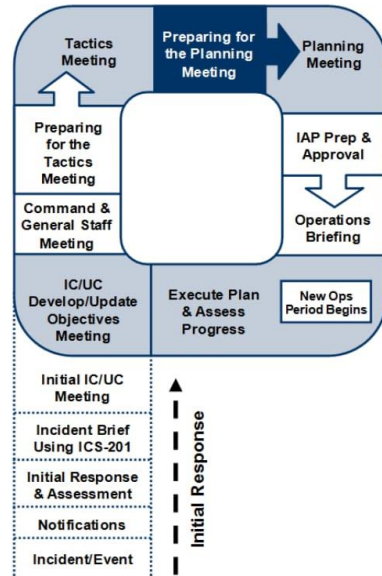 Tactics
Meeting
Preparing for
the Planning
Meeting
Planning
Meeting
Preparing
for the
Tactics
Meeting
IAP Prep &
Approval
Command &
General Staff
Meeting
Operations
Briefing
IC/UC
Develop/Update
Objectives
Meeting
Execute Plan
& Assess
Progress
New Ops
Period Begins
Initial IC/UC
Meeting
Incident Brief
Using ICS-201
Initial Response
& Assessment
Notifications
Incident/Event
Initial Response